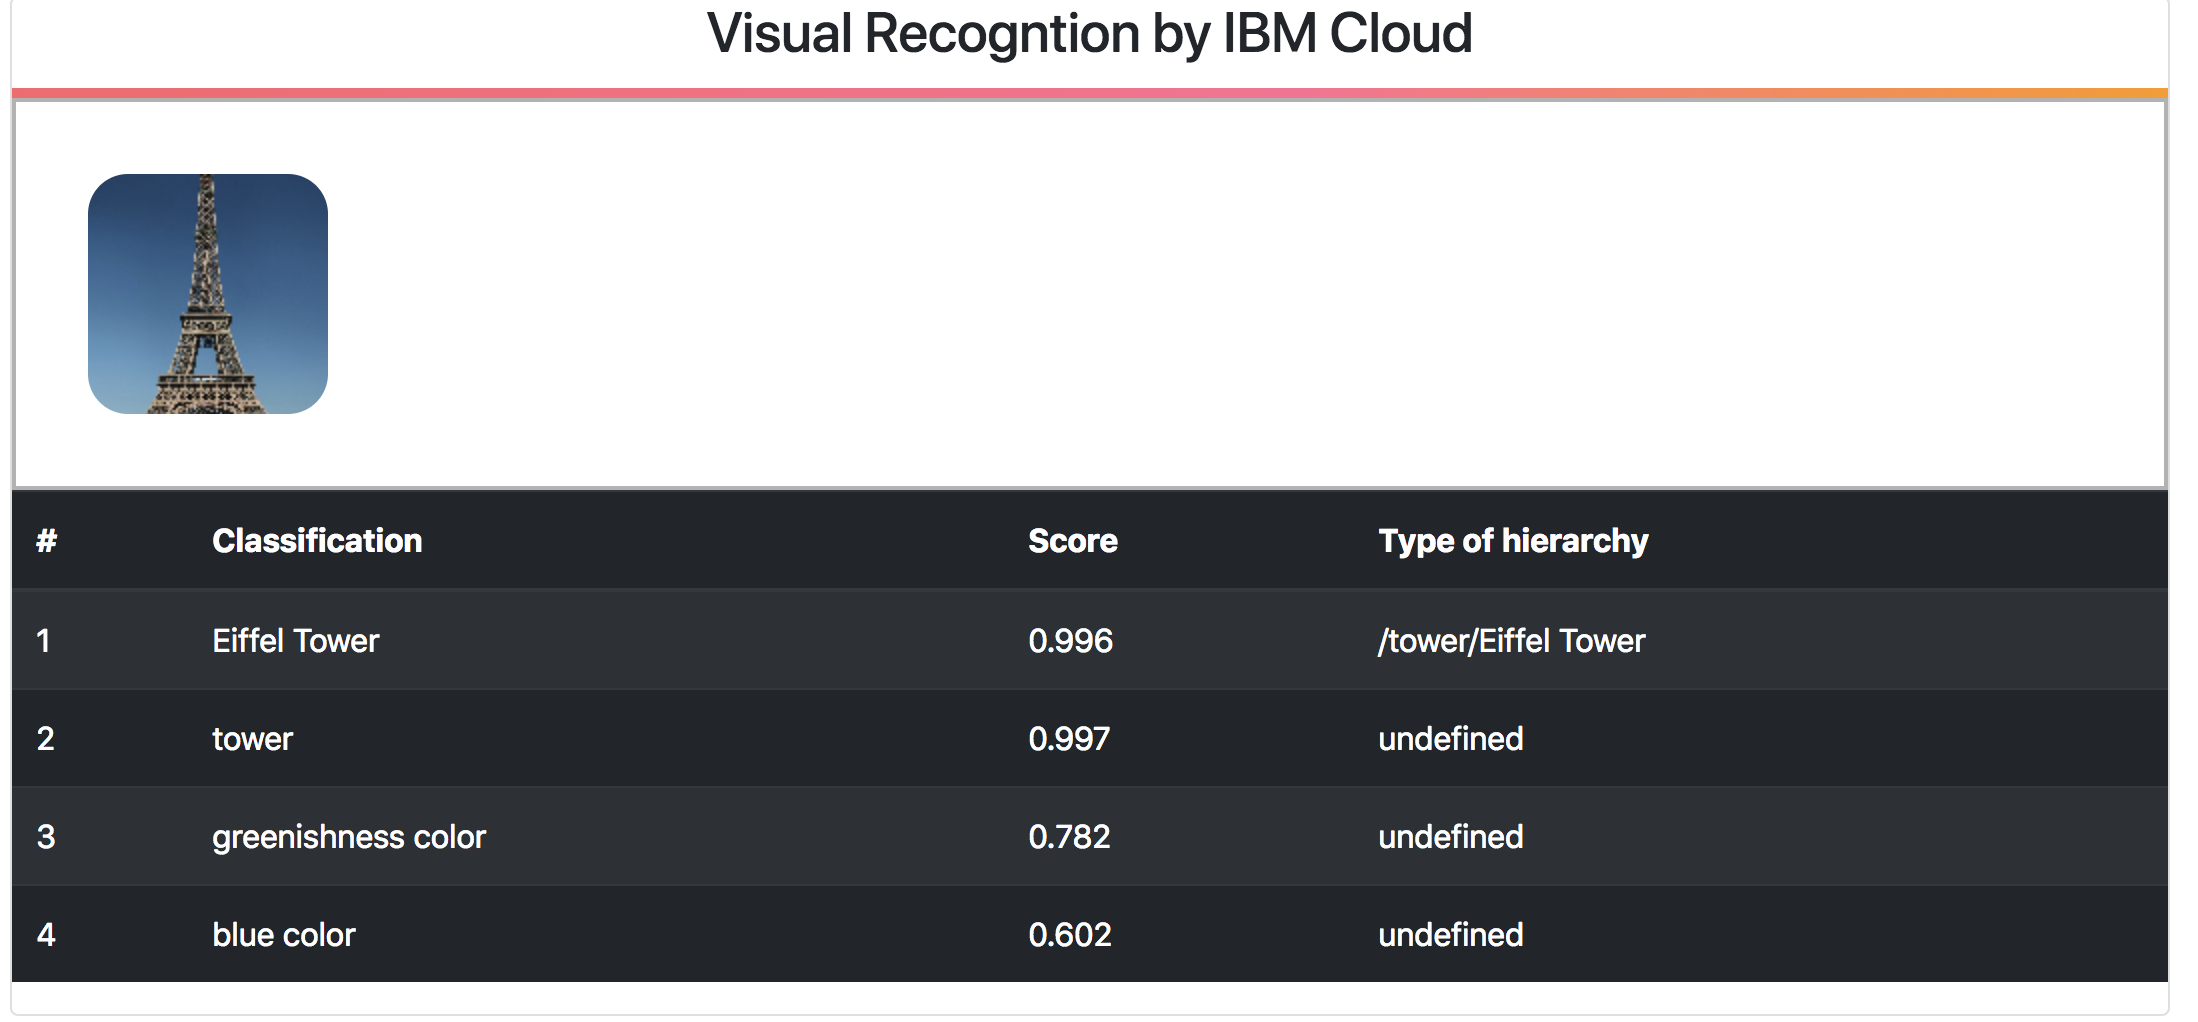 Visual Recogntion by IBM Cloud
# Classification Score Type of hierarchy
1 Eiffel Tower 0.996 /tower/Eiffel Tower
2 tower 0.997 undefined
3 greenishness color 0.782 undefined
4 blue color 0.602 undefined